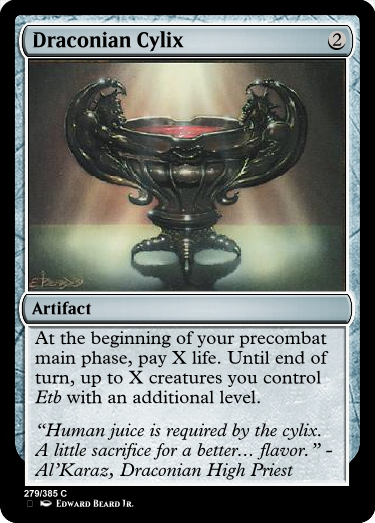 Draconian Cylix 2
Artifact
At the beginning of your precombat
main phase, pay X life. Until end of
turn, up to X creatures you control
Etb with an additional level.
“Human juice is required by the cylix.
A little sacrifice for a better... flavor.” -
Al'Karaz, Draconian High Priest
279/385 C
Edward Beard Jr.